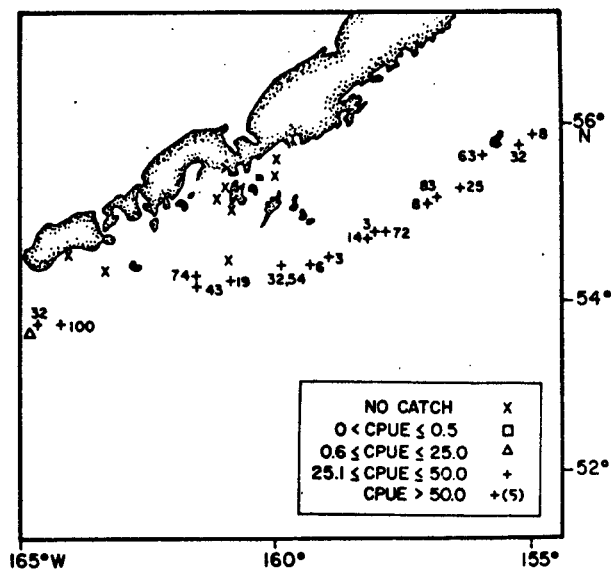 56°
N
8
63
32
83
25
8
3
14
72
3
6
32,54
74
43
19
54°
32
100
NO CATCH X
0 < CPUE ≤ 0.5 □
0.6 ≤ CPUE ≤ 25.0 △
25.1 ≤ CPUE ≤ 50.0 +
CPUE > 50.0 +(5)
52°
165°W 160° 155°